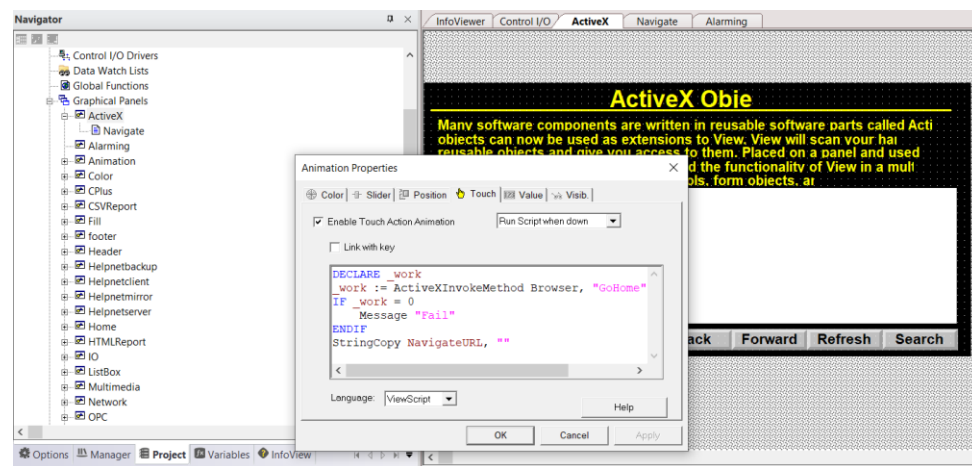 Navigator
InfoViewer Control I/O ActiveX Navigate Alarming
Control I/O Drivers
Data Watch Lists
Global Functions
Graphical Panels
ActiveX
Navigate
Alarming
Animation
Color
CPlus
CSVReport
Fill
footer
Header
Helpnetbackup
Helpnetclient
Helpnetmirror
Helpnetserver
Home
HTMLReport
IO
ListBox
Multimedia
Network
OPC
Options Manager Project Variables InfoView
ActiveX Obje
Many software components are written in reusable software parts called Acti
objects can now be used as extensions to View. View will scan your har
reusable objects and give you access to them. Placed on a panel and used
d the functionality of View in a mult
ols, form objects, ar
ack Forward Refresh Search
Animation Properties
Color Slider Position Touch Value Visib.
Enable Touch Action Animation Run Script when down
Link with key
DECLARE _work
_work := ActiveXInvokeMethod Browser, "GoHome"
IF _work = 0
Message "Fail"
ENDIF
StringCopy NavigateURL, ""
Language: ViewScript
Help
OK Cancel Apply